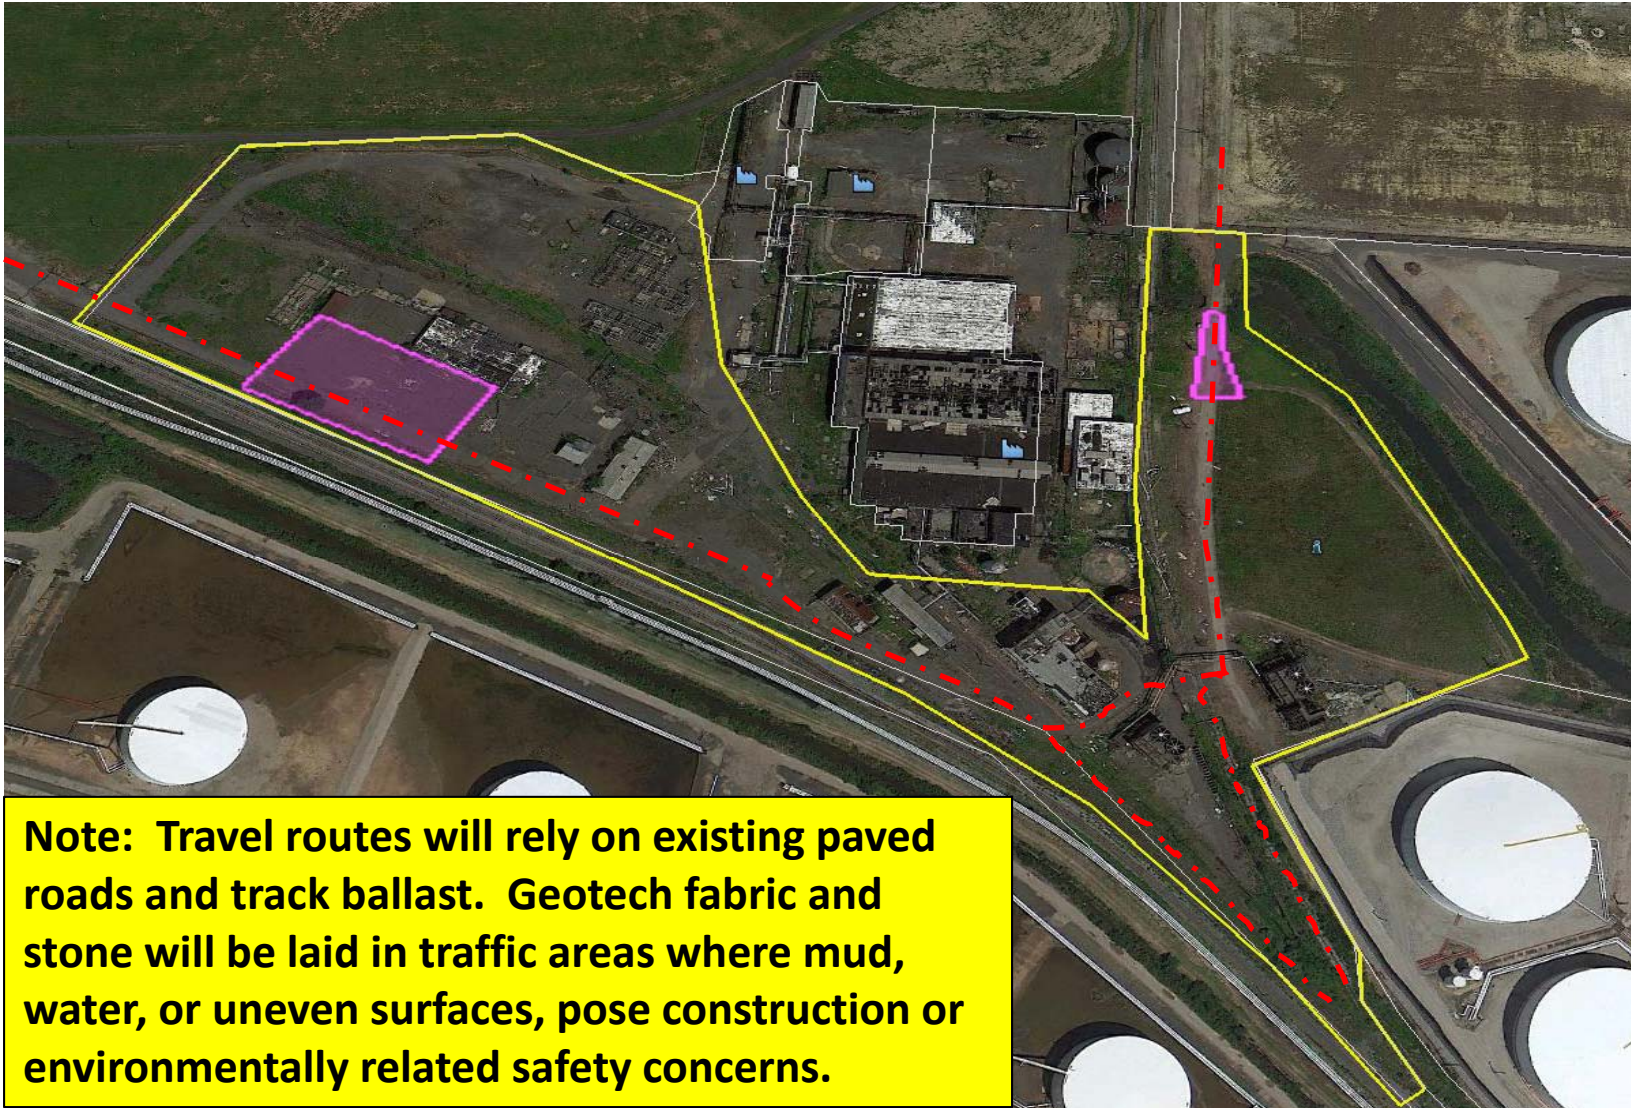 Note:  Travel routes will rely on existing paved
roads and track ballast.  Geotech fabric and
stone will be laid in traffic areas where mud,
water, or uneven surfaces, pose construction or
environmentally related safety concerns.